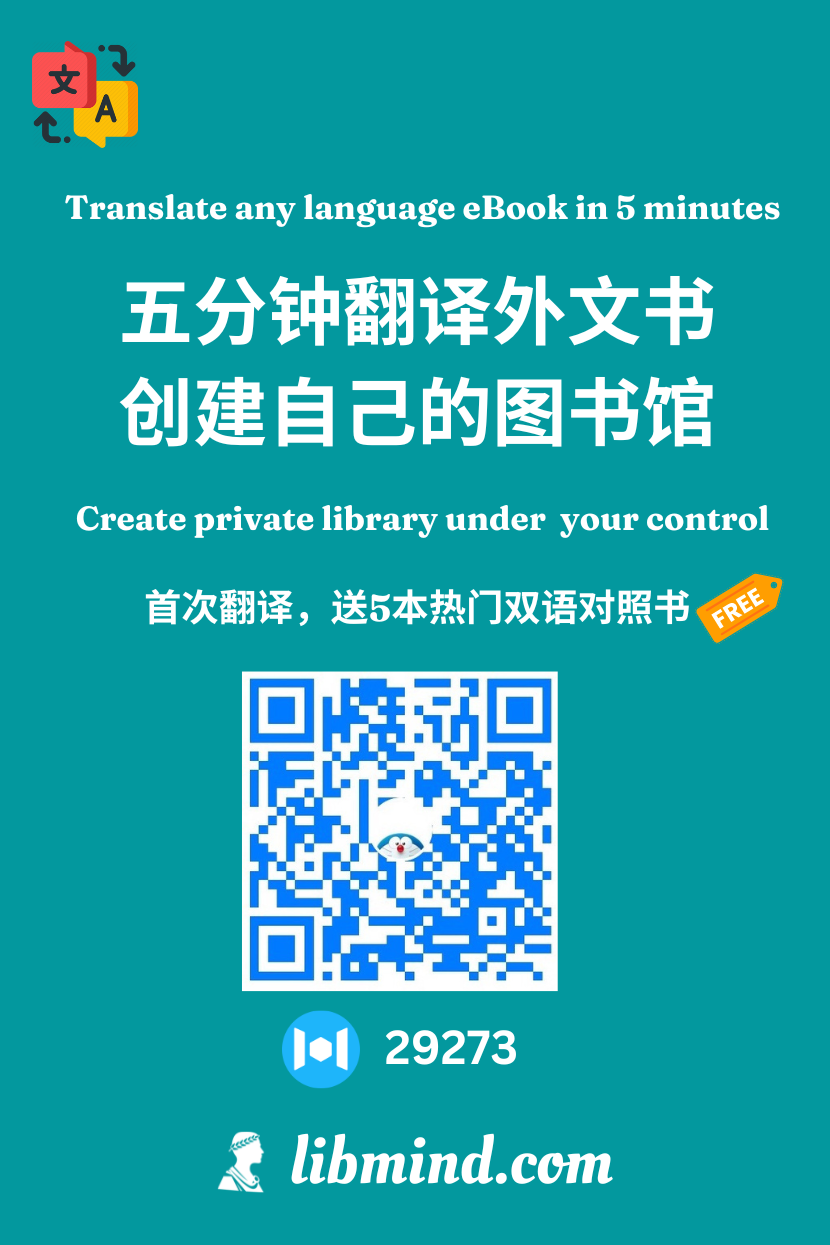 文
A
Translate any language eBook in 5 minutes
五分钟翻译外文书
创建自己的图书馆
Create private library under your control
首次翻译，送5本热门双语对照书
FREE
29273
libmind.com